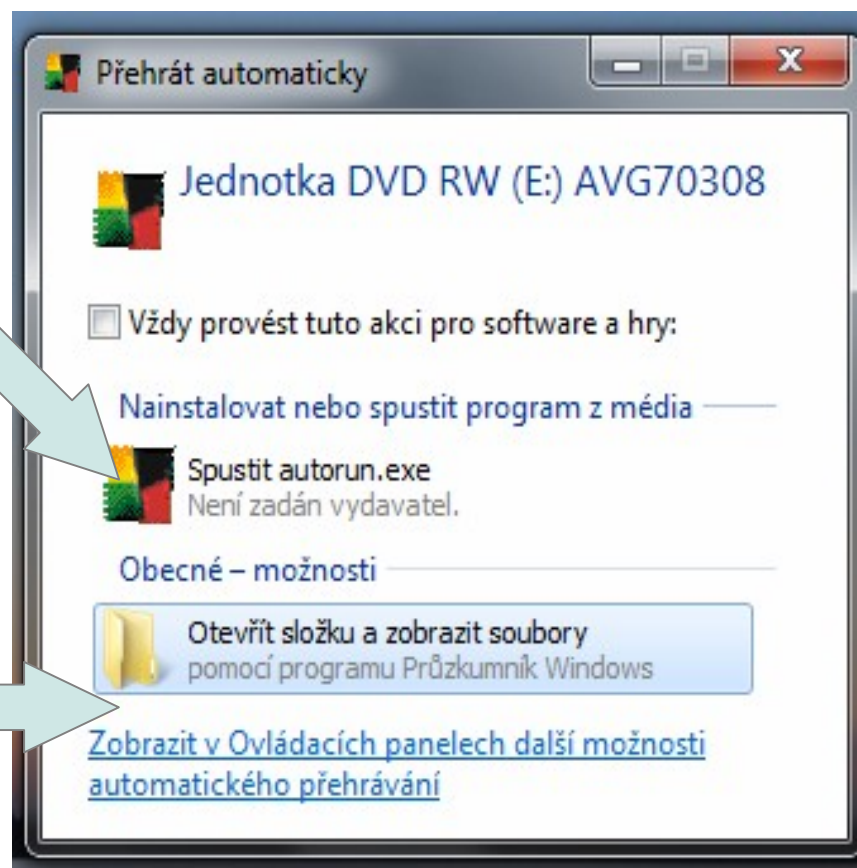 Přehrát automaticky
Jednotka DVD RW (E:) AVG70308
Vždy provést tuto akci pro software a hry:
Nainstalovat nebo spustit program z média
Spustit autorun.exe
Není zadán vydavatel.
Obecné – možnosti
Otevřít složku a zobrazit soubory
pomocí programu Průzkumník Windows
Zobrazit v Ovládacích panelech další možnosti
automatického přehrávání